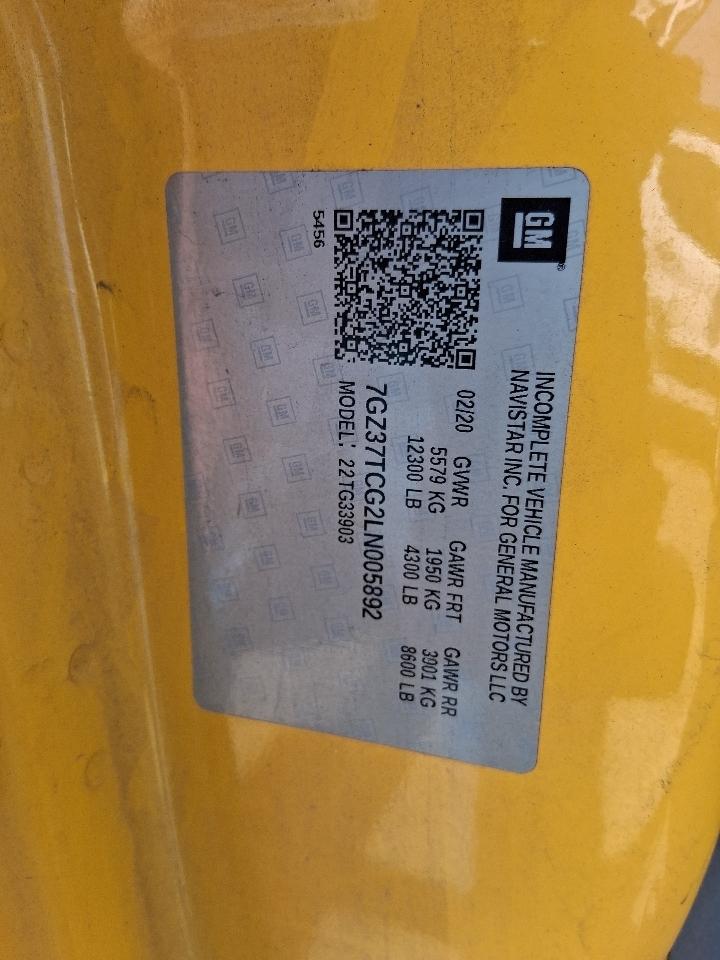 GM
INCOMPLETE VEHICLE MANUFACTURED BY
NAVISTAR INC. FOR GENERAL MOTORS LLC
02/20 GVWR GAWR FRT GAWR RR
5579 KG 1950 KG 3901 KG
12300 LB 4300 LB 8600 LB
7GZ37TCG2LN005892
MODEL: 22TG33903
5456